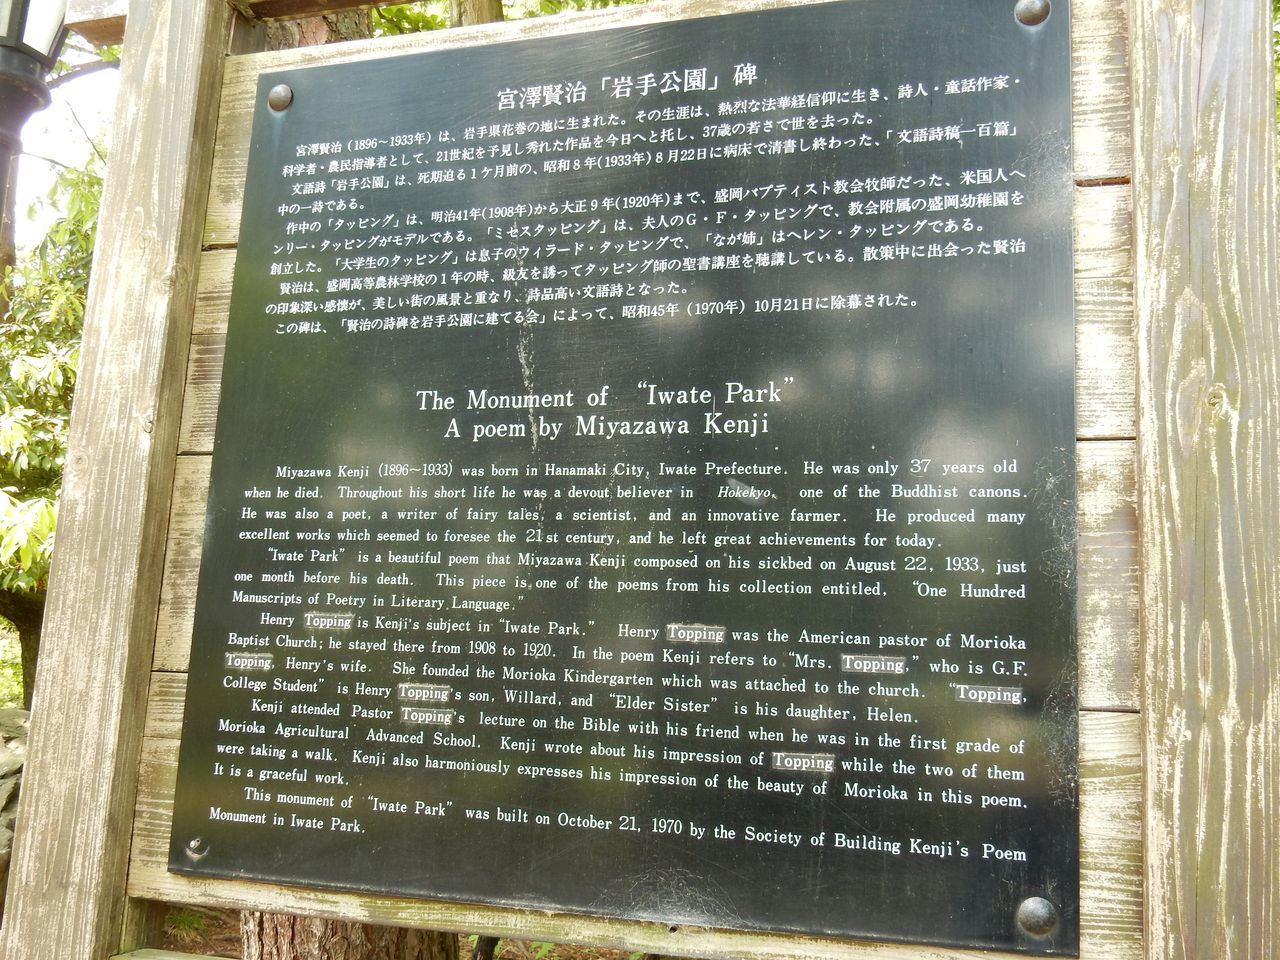 宮澤賢治「岩手公園」碑
宮澤賢治(1896〜1933年)は、岩手県花巻の地に生まれた。その生涯は、熱烈な法華経信仰に生き、詩人・童話作家・
科学者・農民指導者として、21世紀を予見し秀れた作品を今日へと托し、37歳の若さで世を去った。
文語詩「岩手公園」は、死期迫る1ケ月前の、昭和8年(1933年)8月22日に病床で清書し終わった、「文語詩稿一百篇」
中の一詩である。
作中の「タッピング」は、明治41年(1908年)から大正9年(1920年)まで、盛岡バプティスト教会牧師だった、米国人ヘ
ンリー・タッピングがモデルである。「ミセスタッピング」は、夫人のG・F・タッピングで、教会附属の盛岡幼稚園を
創立した。「大学生のタッピング」は息子のウィラード・タッピングで、「なが姉」はヘレン・タッピングである。
賢治は、盛岡高等農林学校の1年の時、級友を誘ってタッピング師の聖書講座を聴講している。散策中に出会った賢治
の印象深い感懐が、美しい街の風景と重なり、詩品高い文語詩となった。
この碑は、「賢治の詩碑を岩手公園に建てる会」によって、昭和45年(1970年)10月21日に除幕された。
The Monument of “Iwate Park”
A poem by Miyazawa Kenji
Miyazawa Kenji (1896〜1933) was born in Hanamaki City, Iwate Prefecture. He was only 37 years old
when he died. Throughout his short life he was a devout believer in Hokekyo, one of the Buddhist canons.
He was also a poet, a writer of fairy tales, a scientist, and an innovative farmer. He produced many
excellent works which seemed to foresee the 21st century, and he left great achievements for today.
“Iwate Park” is a beautiful poem that Miyazawa Kenji composed on his sickbed on August 22, 1933, just
one month before his death. This piece is one of the poems from his collection entitled, “One Hundred
Manuscripts of Poetry in Literary Language.”
Henry Topping is Kenji's subject in “Iwate Park.” Henry Topping was the American pastor of Morioka
Baptist Church; he stayed there from 1908 to 1920. In the poem Kenji refers to “Mrs. Topping,” who is G.F.
Topping, Henry's wife. She founded the Morioka Kindergarten which was attached to the church. “Topping,
College Student” is Henry Topping's son, Willard, and “Elder Sister” is his daughter, Helen.
Kenji attended Pastor Topping's lecture on the Bible with his friend when he was in the first grade of
Morioka Agricultural Advanced School. Kenji wrote about his impression of Topping while the two of them
were taking a walk. Kenji also harmoniously expresses his impression of the beauty of Morioka in this poem.
It is a graceful work.
This monument of “Iwate Park” was built on October 21, 1970 by the Society of Building Kenji's Poem
Monument in Iwate Park.